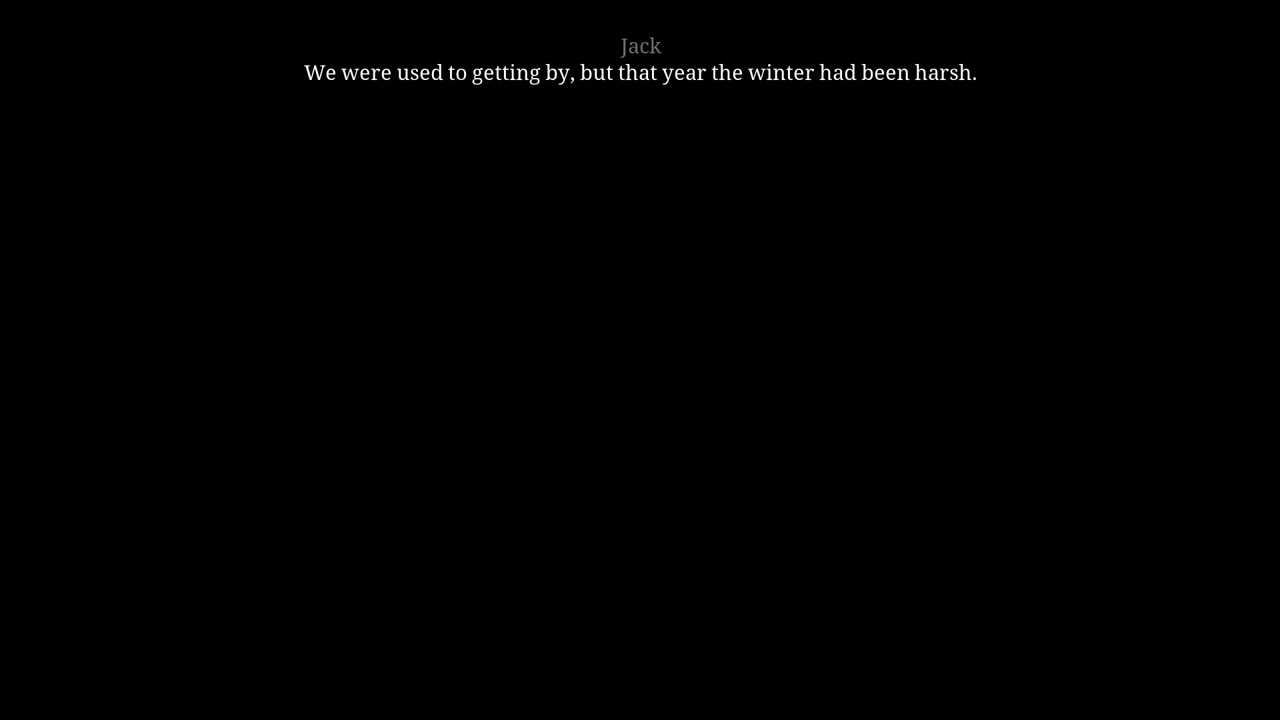 Jack
We were used to getting by, but that year the winter had been harsh.